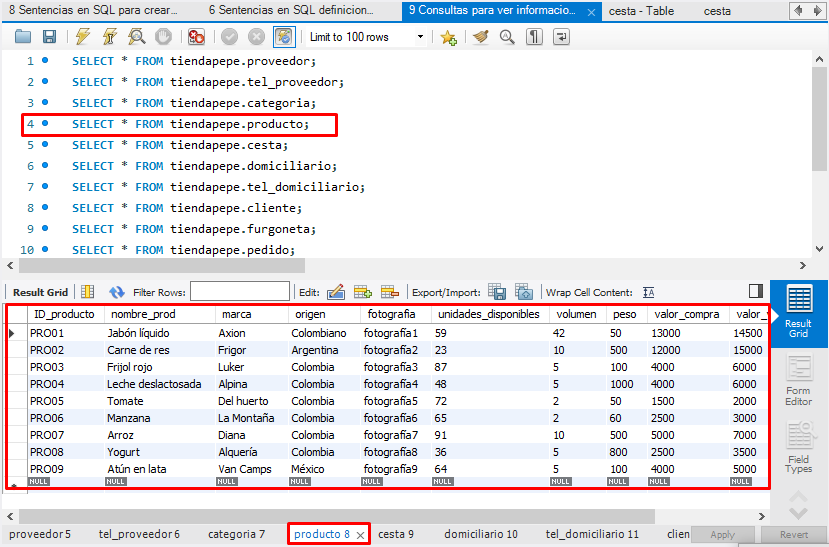 8 Sentencias en SQL para crear... 6 Sentencias en SQL definicion... 9 Consultas para ver informacio... cesta - Table cesta
Limit to 100 rows
1 SELECT * FROM tiendapepe.proveedor;
2 SELECT * FROM tiendapepe.tel_proveedor;
3 SELECT * FROM tiendapepe.categoria;
4 SELECT * FROM tiendapepe.producto;
5 SELECT * FROM tiendapepe.cesta;
6 SELECT * FROM tiendapepe.domiciliario;
7 SELECT * FROM tiendapepe.tel_domiciliario;
8 SELECT * FROM tiendapepe.cliente;
9 SELECT * FROM tiendapepe.furgoneta;
10 SELECT * FROM tiendapepe.pedido;
Result Grid Filter Rows: Edit: Export/Import: Wrap Cell Content:
ID_producto nombre_prod marca origen fotografia unidades_disponibles volumen peso valor_compra valor_v
PRO01 Jabón líquido Axion Colombiano fotografía1 59 42 50 13000 14500
PRO02 Carne de res Frigor Argentina fotografía2 23 10 500 12000 15000
PRO03 Frijol rojo Luker Colombia fotografía3 87 5 100 4000 6000
PRO04 Leche deslactosada Alpina Colombia fotografía4 48 5 1000 4000 6000
PRO05 Tomate Del huerto Colombia fotografía5 72 2 50 1500 2000
PRO06 Manzana La Montaña Colombia fotografía6 65 2 60 2500 3000
PRO07 Arroz Diana Colombia fotografía7 91 10 500 5000 7000
PRO08 Yogurt Alquería Colombia fotografía8 36 5 800 2500 3500
PRO09 Atún en lata Van Camps México fotografía9 64 5 100 4000 5000
NULL NULL NULL NULL NULL NULL NULL NULL NULL NULL
Result
Grid
Form
Editor
Field
Types
proveedor 5 tel_proveedor 6 categoria 7 producto 8 cesta 9 domiciliario 10 tel_domiciliario 11 clien Apply Revert